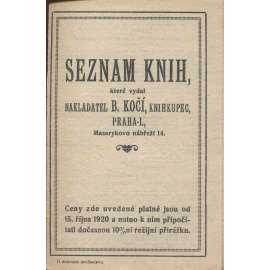 SEZNAM KNIH,
které vydal
NAKLADATEL B. KOČÍ, KNIHKUPEC,
PRAHA-I.,
Masarykovo nábřeží 14.
Ceny zde uvedené platné jsou od
15. října 1920 a nutno k nim připočí-
tati dočasnou 10%ní režijní přirážku.